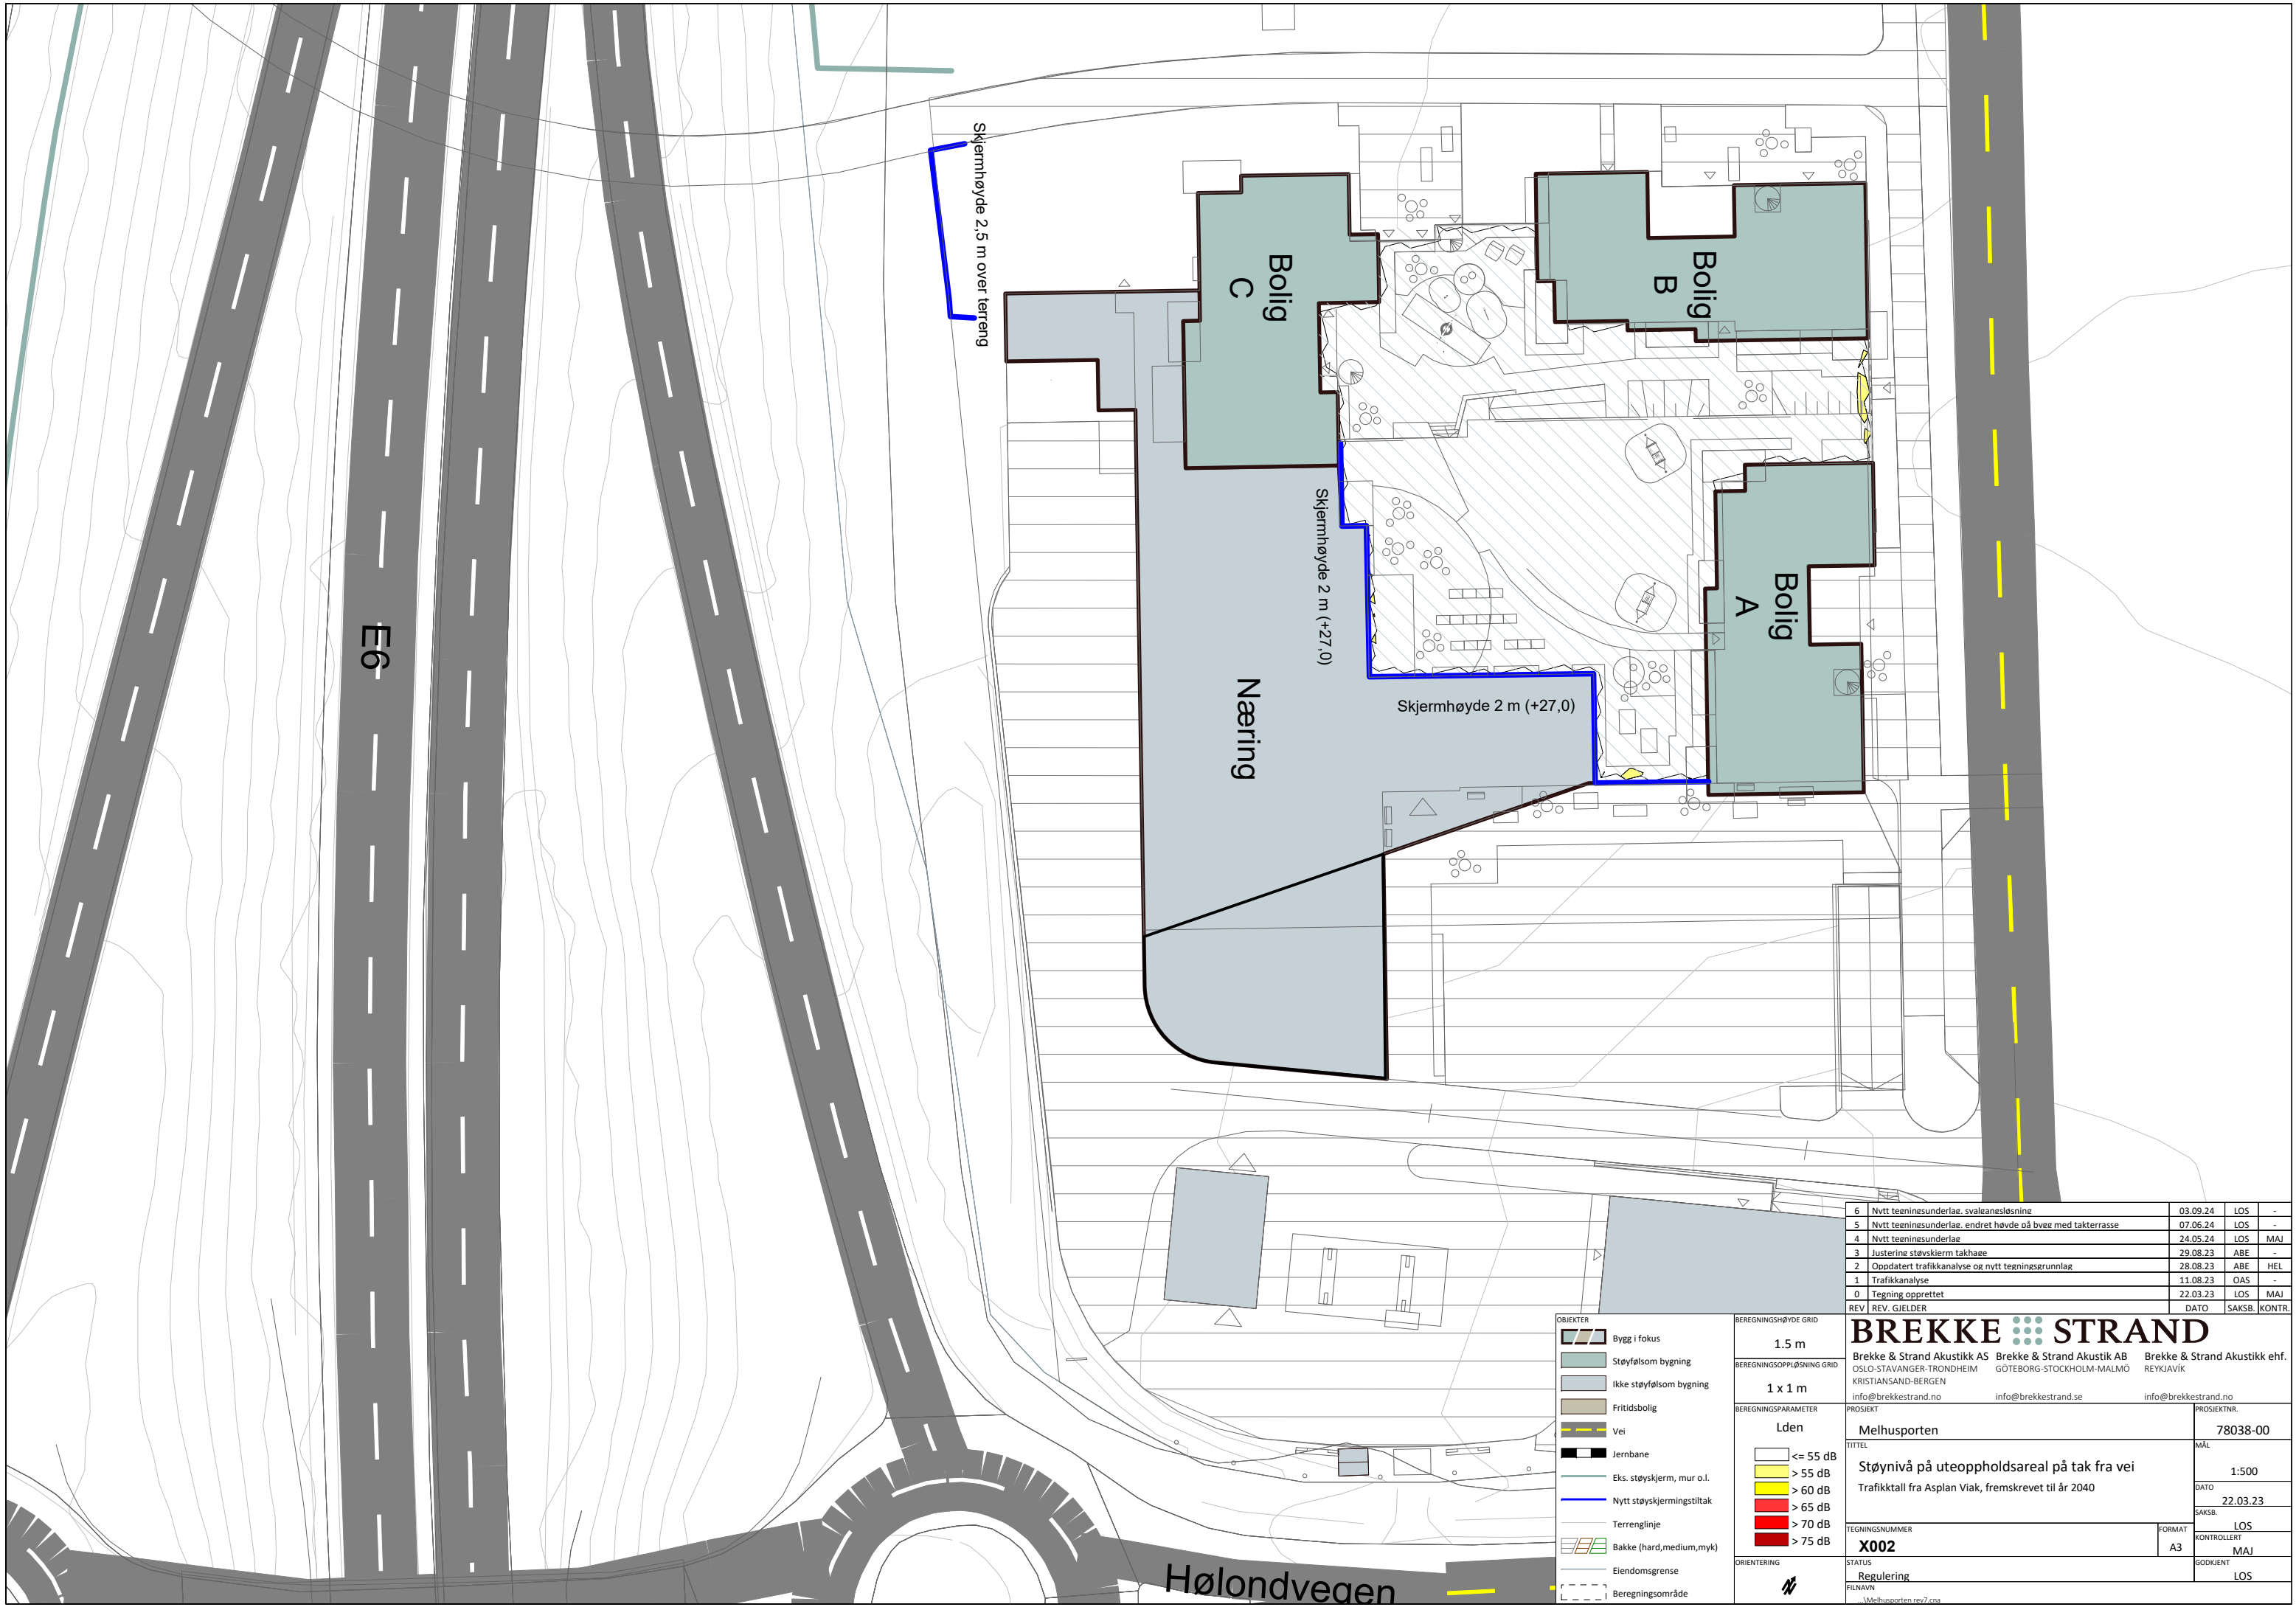 Skjermhøyde 2,5 m over terreng
Bolig
C
Bolig
B
Skjermhøyde 2 m (+27,0)
Bolig
A
E6
Næring
Skjermhøyde 2 m (+27,0)
Hølondvegen
6 Nytt tegningsunderlag, svalgangsløsning 03.09.24 LOS -
5 Nytt tegningsunderlag, endret høyde på bygg med takterrasse 07.06.24 LOS -
4 Nytt tegningsunderlag 24.05.24 LOS MAJ
3 Justering støyskjerm takhage 29.08.23 ABE -
2 Oppdatert trafikkanalyse og nytt tegningsgrunnlag 28.08.23 ABE HEL
1 Trafikkanalyse 11.08.23 OAS -
0 Tegning opprettet 22.03.23 LOS MAJ
REV REV. GJELDER DATO SAKSB. KONTR.
OBJEKTER
Bygg i fokus
Støyfølsom bygning
Ikke støyfølsom bygning
Fritidsbolig
Vei
Jernbane
Eks. støyskjerm, mur o.l.
Nytt støyskjermingstiltak
Terrenglinje
Bakke (hard,medium,myk)
Eiendomsgrense
Beregningsområde
BEREGNINGSHØYDE GRID
1.5 m
BEREGNINGSOPPLØSNING GRID
1 x 1 m
BEREGNINGSPARAMETER
Lden
<= 55 dB
> 55 dB
> 60 dB
> 65 dB
> 70 dB
> 75 dB
ORIENTERING
N
BREKKE STRAND
Brekke & Strand Akustikk AS Brekke & Strand Akustik AB Brekke & Strand Akustikk ehf.
OSLO-STAVANGER-TRONDHEIM GÖTEBORG-STOCKHOLM-MALMÖ REYKJAVÍK
KRISTIANSAND-BERGEN
info@brekkestrand.no info@brekkestrand.se info@brekkestrand.no
PROSJEKT
Melhusporten
PROSJEKTNR.
78038-00
TITTEL
Støynivå på uteoppholdsareal på tak fra vei
Trafikktall fra Asplan Viak, fremskrevet til år 2040
MÅL
1:500
DATO
22.03.23
SAKSB.
LOS
TEGNINGSNUMMER
X002
FORMAT
A3
KONTROLLERT
MAJ
STATUS
Regulering
GODKJENT
LOS
FILNAVN
...\Melhusporten rev7.cna